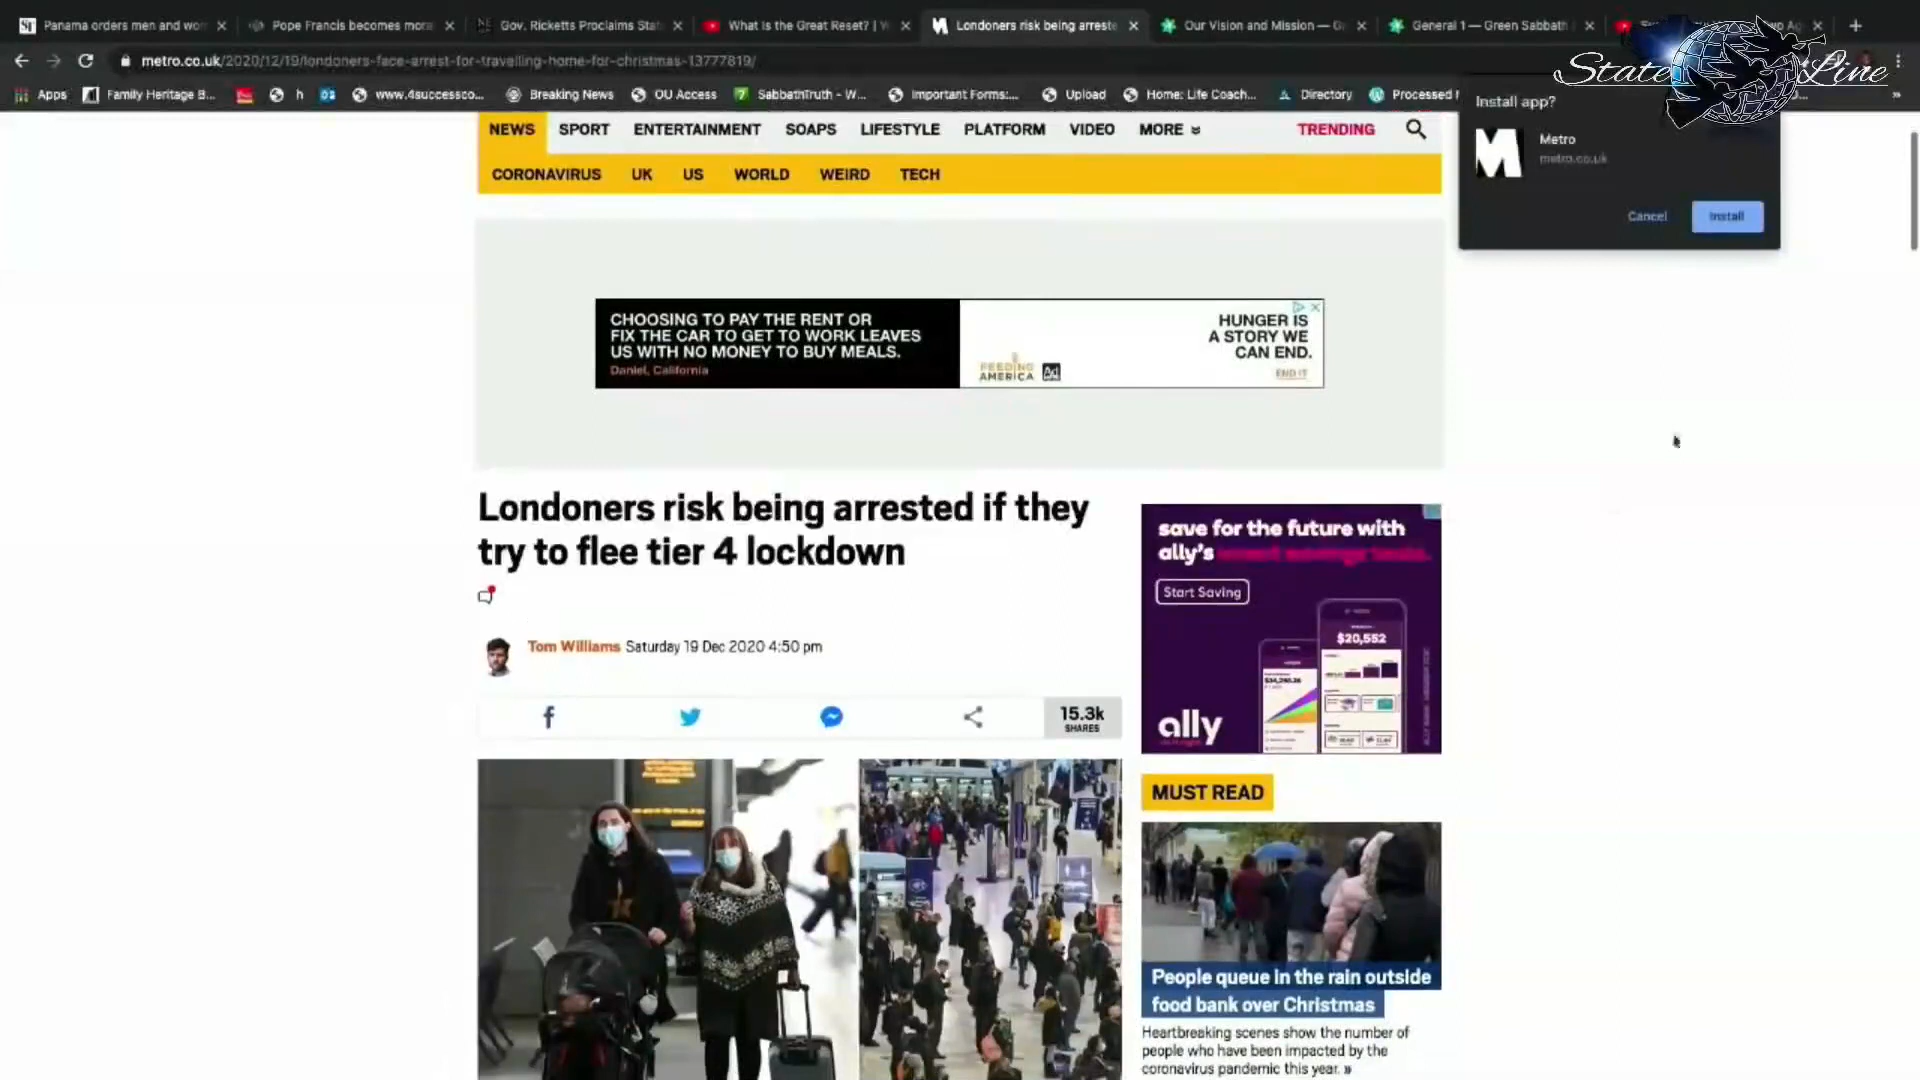 Panama orders men and wom
Pope Francis becomes more
Gov. Ricketts Proclaims Stat
What is the Great Reset? |
Londoners risk being arreste
Our Vision and Mission — G
General 1 — Green Sabbath
State Line
metro.co.uk/2020/12/19/londoners-face-arrest-for-travelling-home-for-christmas-13777819/
Apps
Family Heritage B...
h
www.4successco...
Breaking News
OU Access
SabbathTruth - W...
Important Forms:...
Upload
Home: Life Coach...
Directory
Processed
Install app?
Metro
metro.co.uk
Cancel
Install
NEWS SPORT ENTERTAINMENT SOAPS LIFESTYLE PLATFORM VIDEO MORE
TRENDING
CORONAVIRUS UK US WORLD WEIRD TECH
CHOOSING TO PAY THE RENT OR
FIX THE CAR TO GET TO WORK LEAVES
US WITH NO MONEY TO BUY MEALS.
Daniel, California
FEEDING
AMERICA
Ad
HUNGER IS
A STORY WE
CAN END.
END IT
Londoners risk being arrested if they
try to flee tier 4 lockdown
Tom Williams Saturday 19 Dec 2020 4:50 pm
15.3k
SHARES
save for the future with
ally's
Start Saving
$20,552
ally
MUST READ
People queue in the rain outside
food bank over Christmas
Heartbreaking scenes show the number of
people who have been impacted by the
coronavirus pandemic this year. »